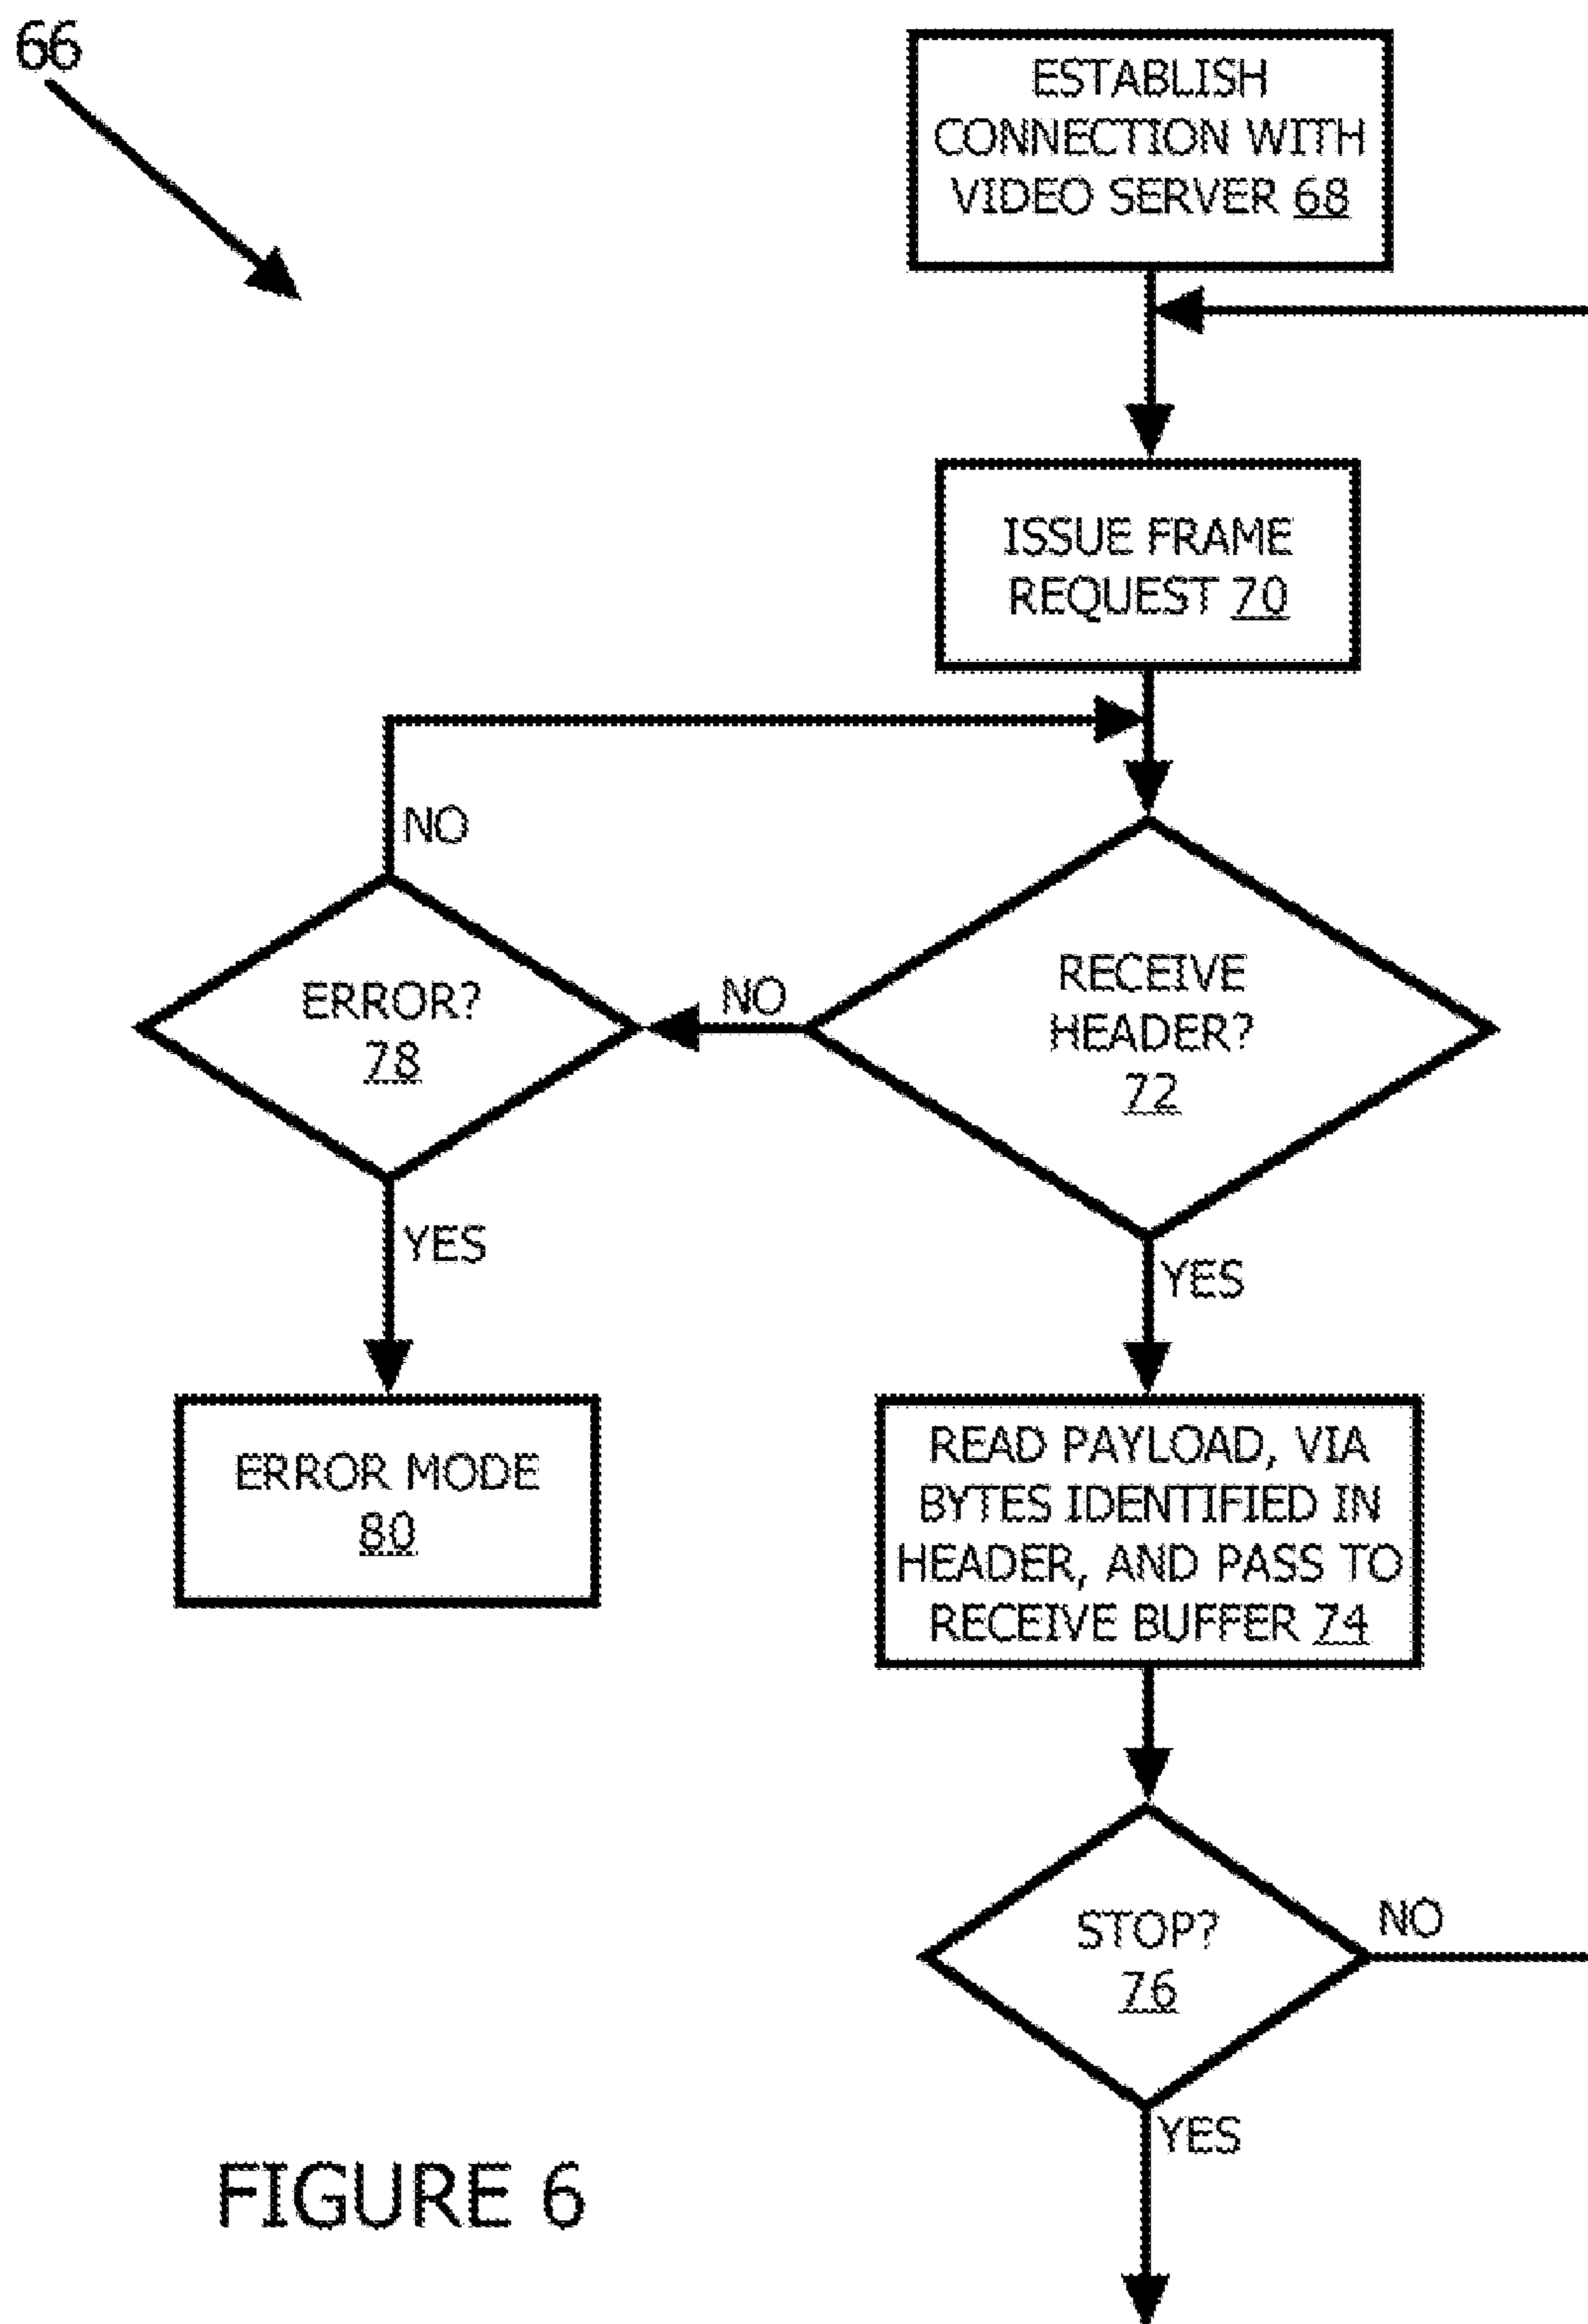 66
ESTABLISH
CONNECTION WITH
VIDEO SERVER 68
ISSUE FRAME
REQUEST 70
NO
ERROR?
78
NO
RECEIVE
HEADER?
72
YES
YES
ERROR MODE
80
READ PAYLOAD, VIA
BYTES IDENTIFIED IN
HEADER, AND PASS TO
RECEIVE BUFFER 74
STOP?
76
NO
YES
FIGURE 6